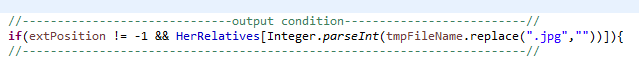 //---------------------------output condition-----------------------//
if(extPosition != -1 && HerRelatives[Integer.parseInt(tmpFileName.replace(".jpg",""))]){
//------------------------------------------------------------------//